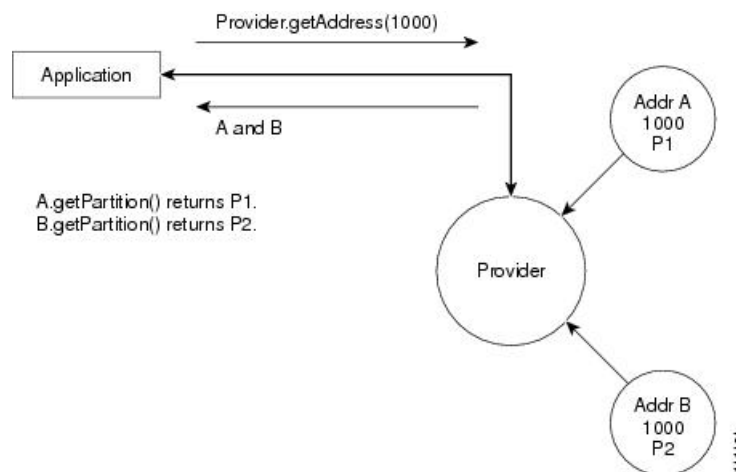 Provider.getAddress(1000)
Application
A and B
Addr A
1000
P1
A.getPartition() returns P1.
B.getPartition() returns P2.
Provider
Addr B
1000
P2